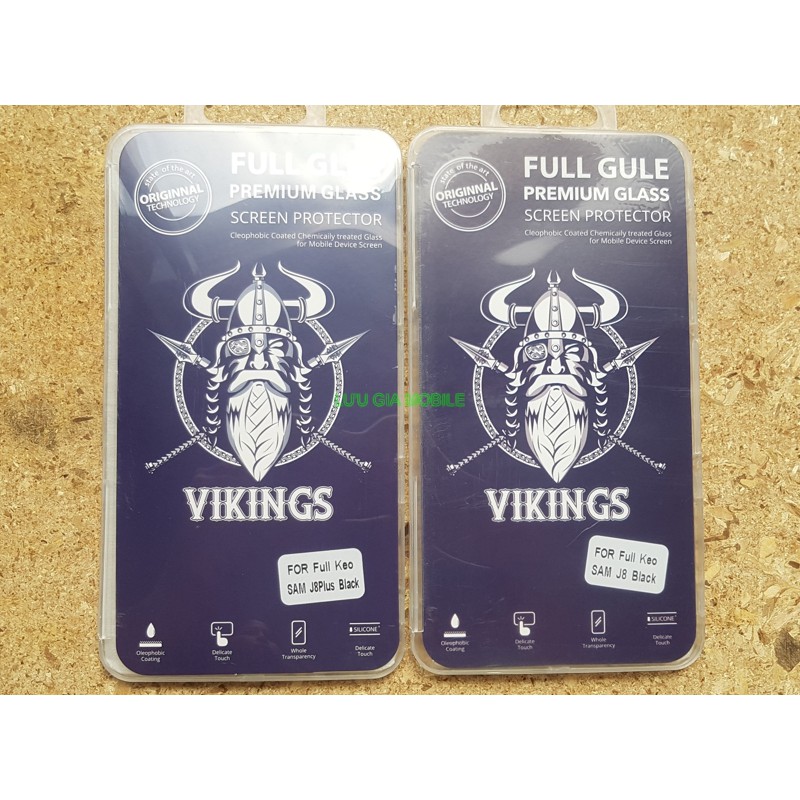 state of the art
ORIGINNAL
TECHNOLOGY
FULL GULE
PREMIUM GLASS
SCREEN PROTECTOR
Cleophobic Coated Chemically treated Glass
for Mobile Device Screen
VIKINGS
FOR Full Keo
SAM J8Plus Black
Oleophobic
Coating
Delicate
Touch
Whole
Transparency
SILICONE
Delicate
Touch
state of the art
ORIGINNAL
TECHNOLOGY
FULL GULE
PREMIUM GLASS
SCREEN PROTECTOR
Cleophobic Coated Chemically treated Glass
for Mobile Device Screen
VIKINGS
FOR Full Keo
SAM J8 Black
Oleophobic
Coating
Delicate
Touch
Whole
Transparency
SILICONE
Delicate
Touch
LUU GIA MOBILE